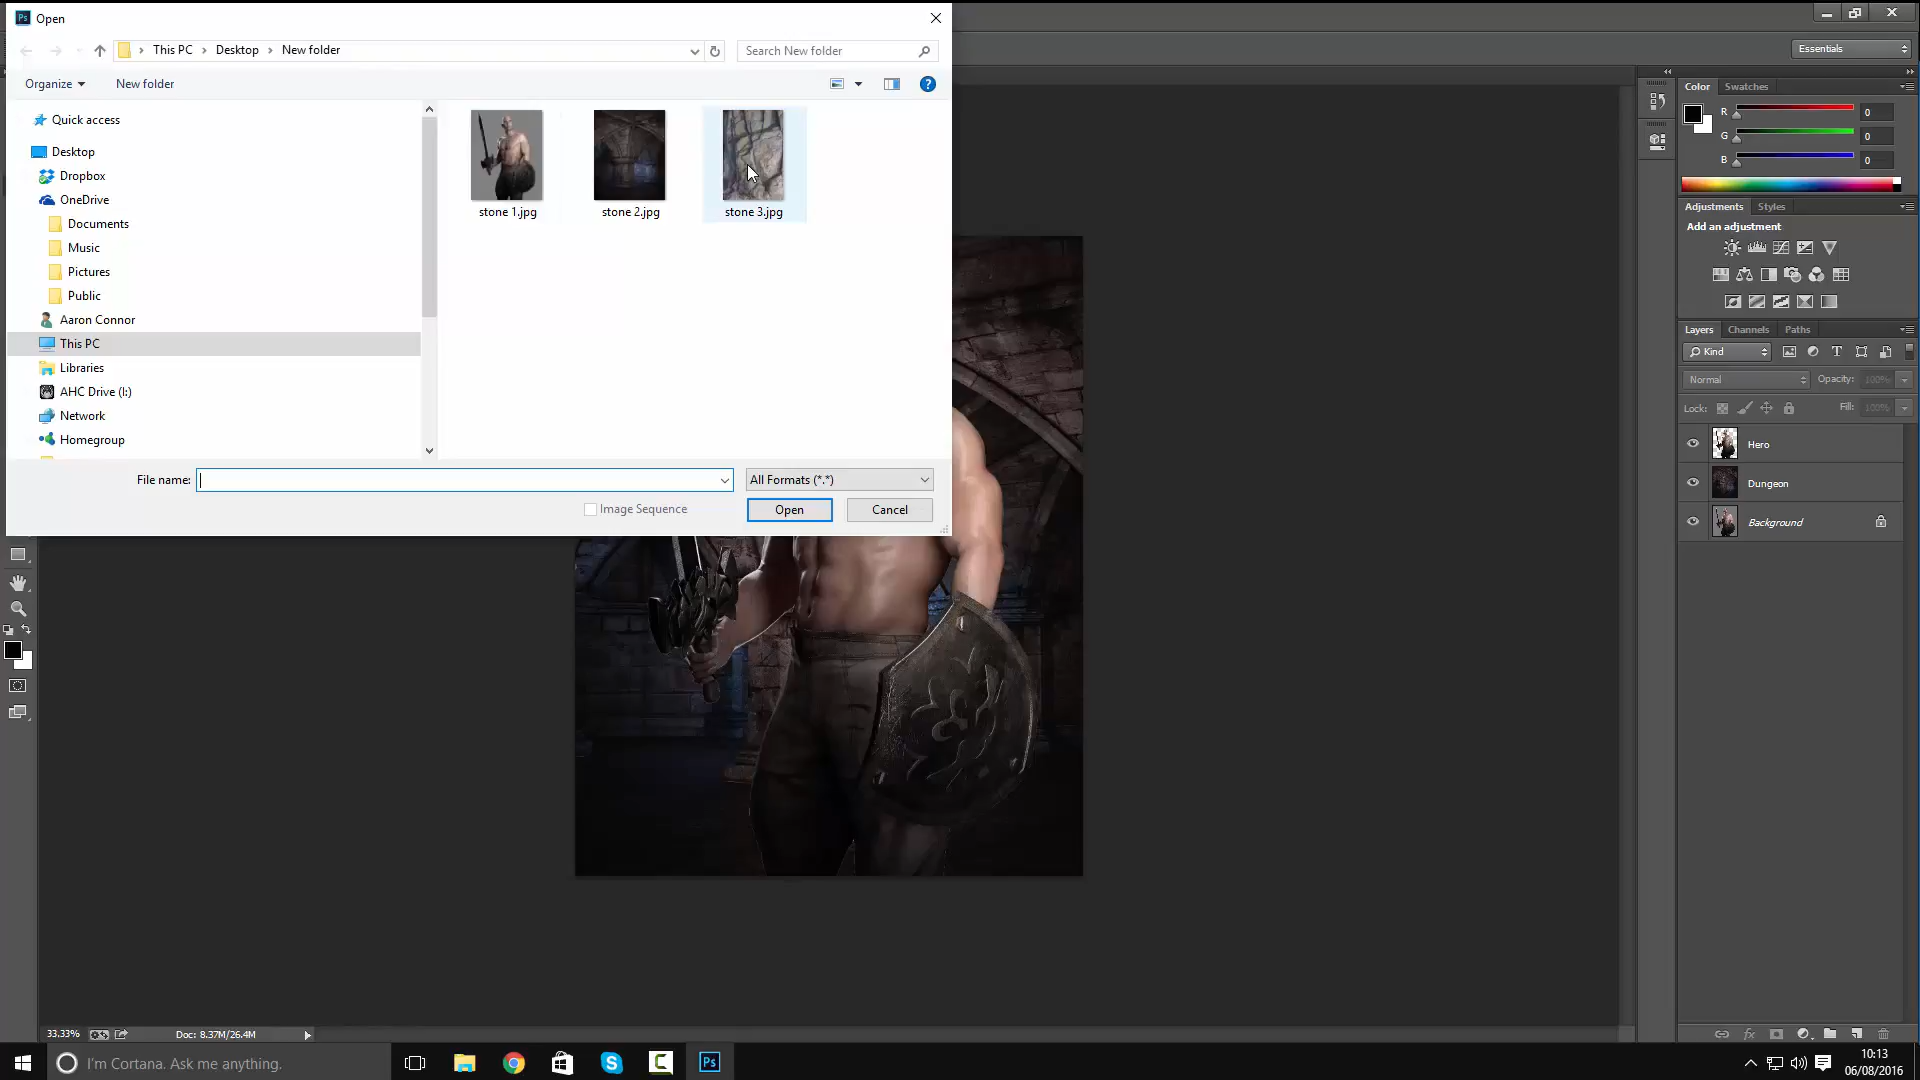 Ps Open
This PC Desktop New folder
Search New folder
Organize
New folder
Quick access
Desktop
Dropbox
OneDrive
Documents
Music
Pictures
Public
Aaron Connor
This PC
Libraries
AHC Drive (I:)
Network
Homegroup
stone 1.jpg
stone 2.jpg
stone 3.jpg
File name:
All Formats (*.*)
Image Sequence
Open
Cancel
Essentials
Color Swatches
R 0
G 0
B 0
Adjustments Styles
Add an adjustment
Layers Channels Paths
Kind
Normal Opacity: 100%
Lock: Fill: 100%
Hero
Dungeon
Background
33.33% Doc: 8.37M/26.4M
I'm Cortana. Ask me anything.
Ps
10:13
06/08/2016